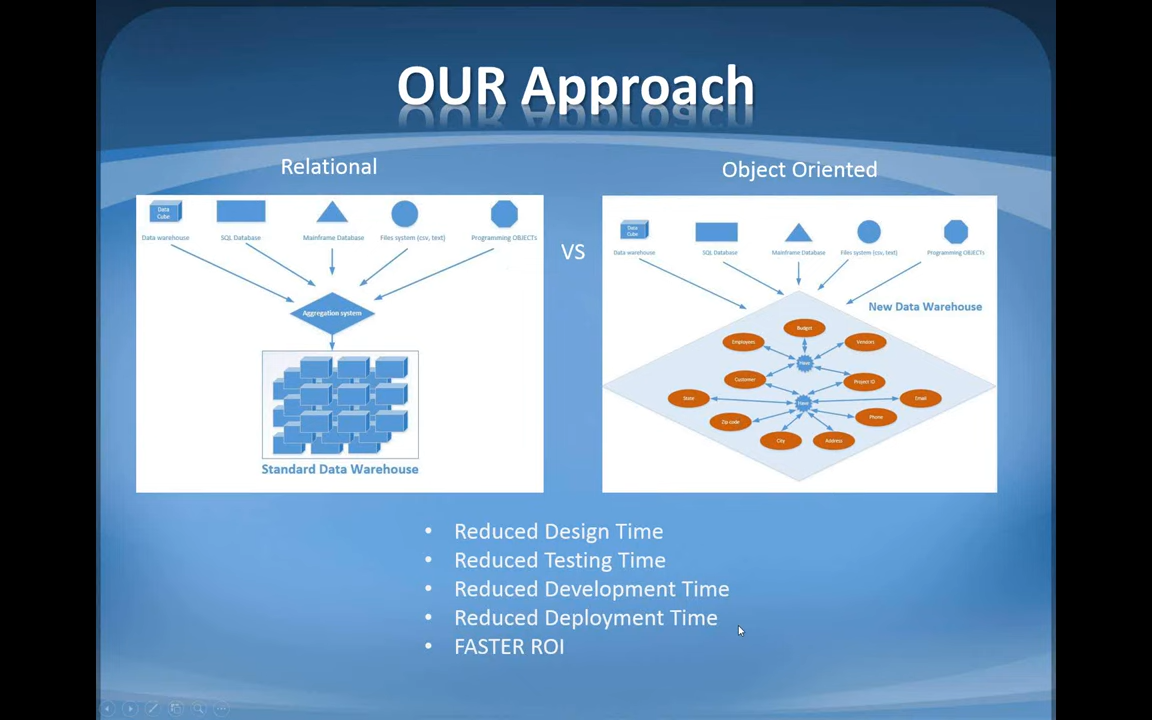 OUR Approach
Relational
Data
Cube
Data warehouse
SQL Database
Mainframe Database
Files system (csv, text)
Programming OBJECTs
Aggregation system
Standard Data Warehouse
VS
Object Oriented
Data
Cube
Data warehouse
SQL Database
Mainframe Database
Files system (csv, text)
Programming OBJECTs
New Data Warehouse
Budget
Employees
Vendors
Customer
Project ID
State
Email
Zip code
Phone
City
Address
• Reduced Design Time
• Reduced Testing Time
• Reduced Development Time
• Reduced Deployment Time
• FASTER ROI